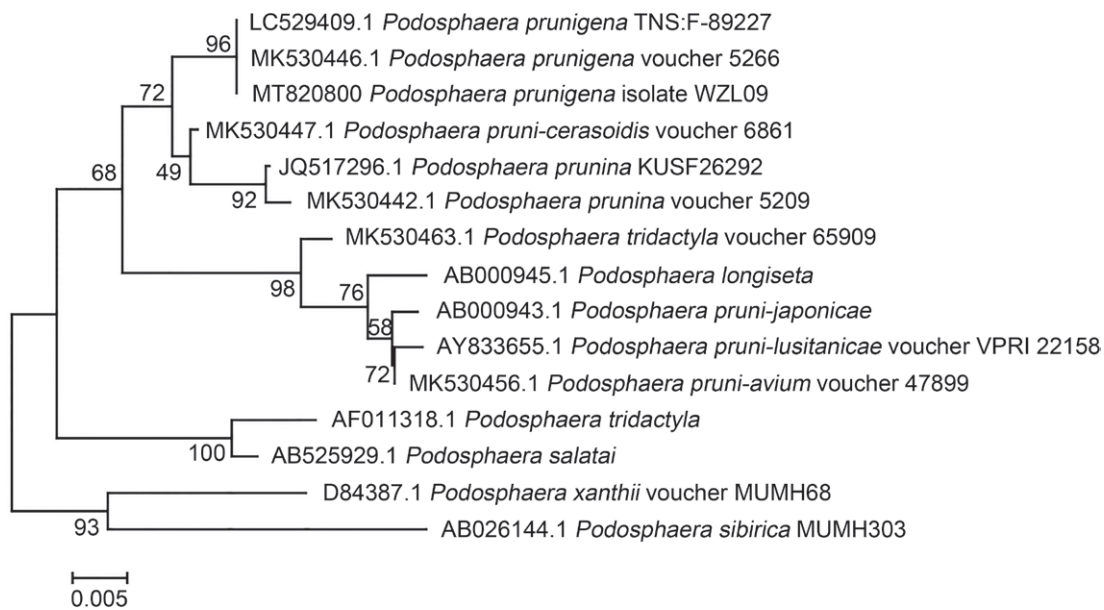 LC529409.1 Podosphaera prunigena TNS:F-89227
96
MK530446.1 Podosphaera prunigena voucher 5266
72
MT820800 Podosphaera prunigena isolate WZL09
MK530447.1 Podosphaera pruni-cerasoidis voucher 6861
68
49
JQ517296.1 Podosphaera prunina KUSF26292
92
MK530442.1 Podosphaera prunina voucher 5209
MK530463.1 Podosphaera tridactyla voucher 65909
98
76
AB000945.1 Podosphaera longiseta
AB000943.1 Podosphaera pruni-japonicae
58
AY833655.1 Podosphaera pruni-lusitanicae voucher VPRI 22158
72
MK530456.1 Podosphaera pruni-avium voucher 47899
AF011318.1 Podosphaera tridactyla
100
AB525929.1 Podosphaera salatai
D84387.1 Podosphaera xanthii voucher MUMH68
93
AB026144.1 Podosphaera sibirica MUMH303
0.005